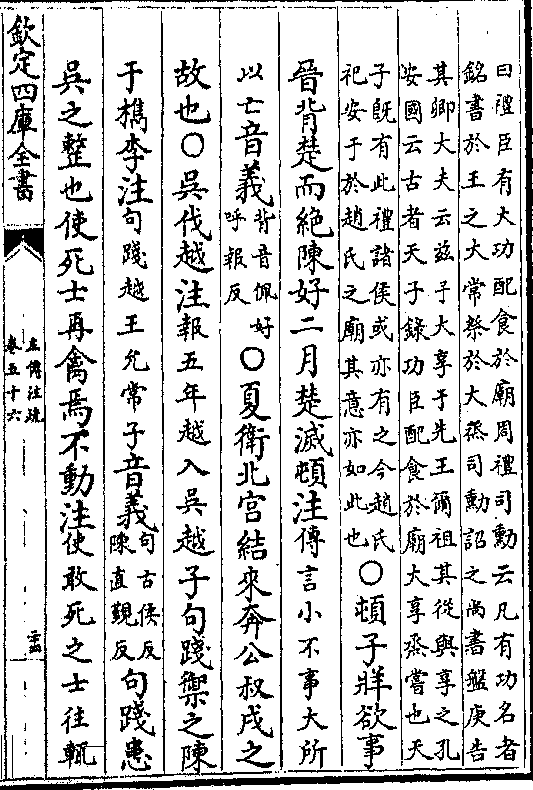 曰禮臣有大功配食於廟周禮司勳云凡有功名者
銘書於王之大常祭於大烝司勳詔之尚書盤庚告
其卿大夫云兹予大享于先王爾祖其從與享之孔
安國云古者天子錄功臣配食於廟大享烝嘗也天
子既有此禮諸侯或亦有之今趙氏
祀安于於趙氏之廟其意亦如此也
○頓子牂欲事
晉背楚而絶陳好二月楚滅頓注傳言小不事大所
以亡音義背音佩好
呼報反
○夏衛北宫結來奔公叔戌之
故也○吳伐越注報五年越入吳越子句踐禦之陳
于檇李注句踐越王允常子音義句古侯反
陳直覲反
句踐患
吳之整也使死士再禽焉不動注使敢死之士往輒
欽定四庫全書
左傳注疏
卷五十六
二十四